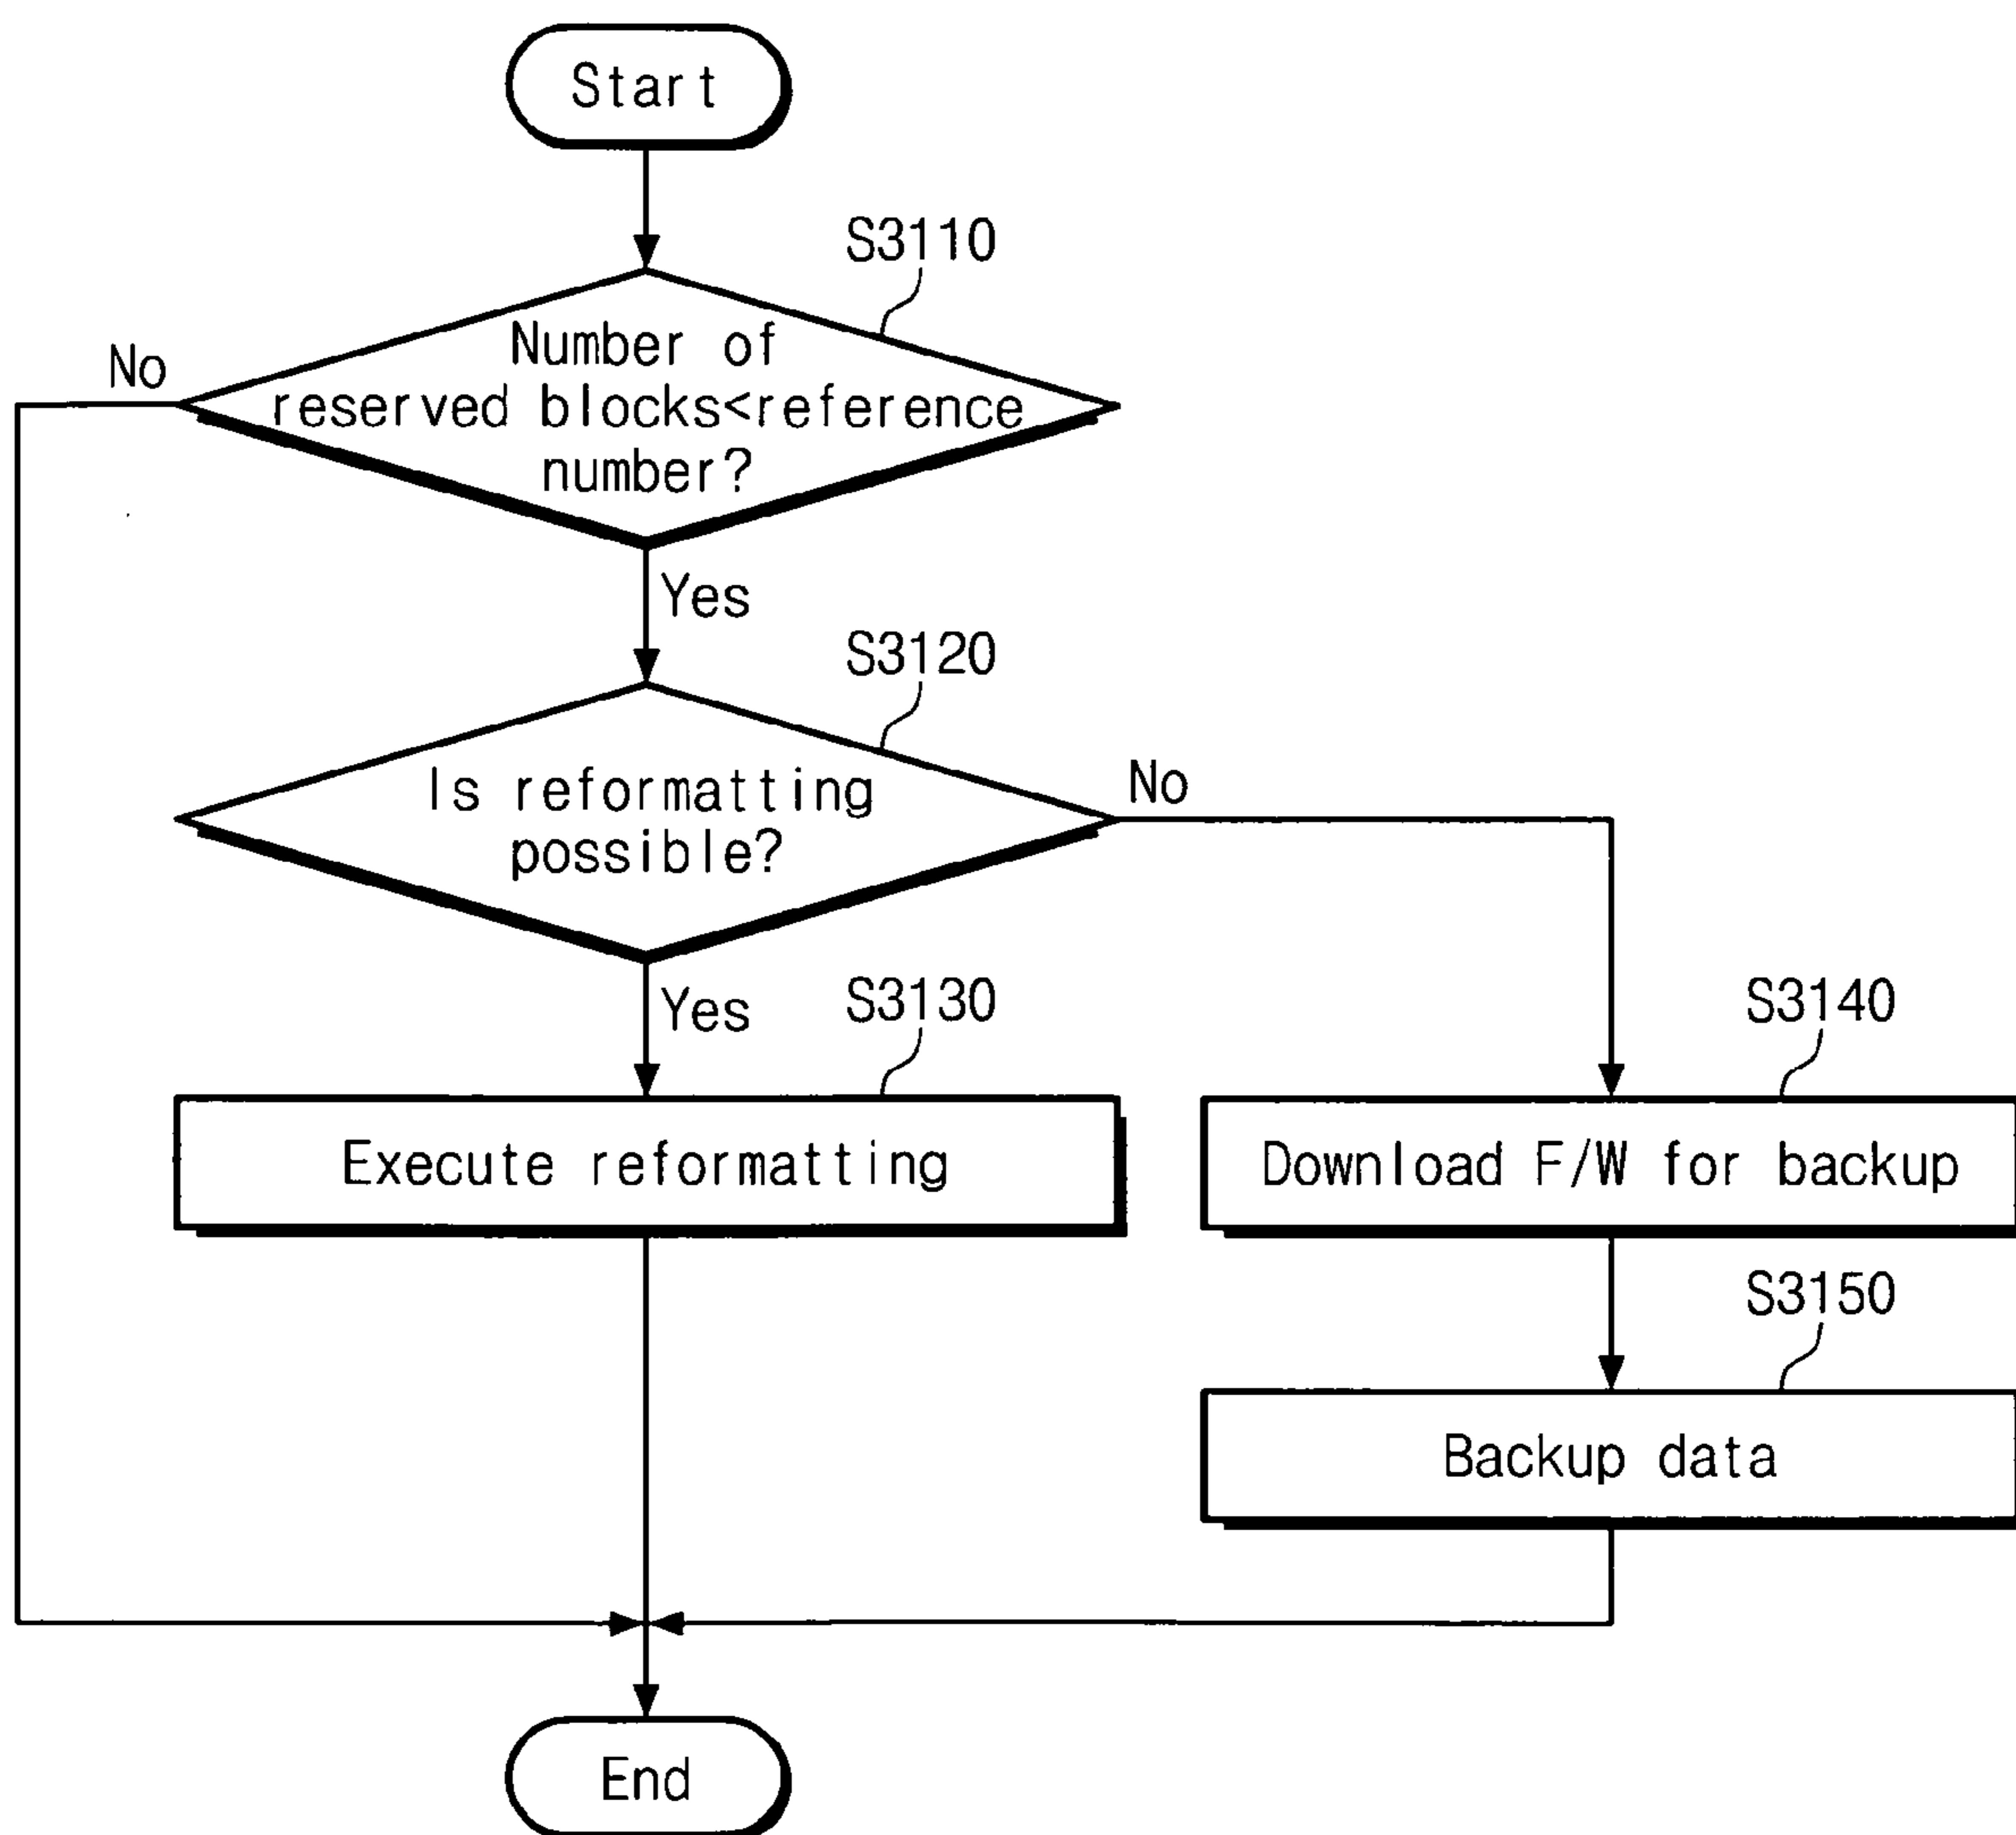 Start
S3110
No
Number of
reserved blocks<reference
number?
Yes
S3120
Is reformatting
possible?
No
Yes
S3130
S3140
Execute reformatting
Download F/W for backup
S3150
Backup data
End